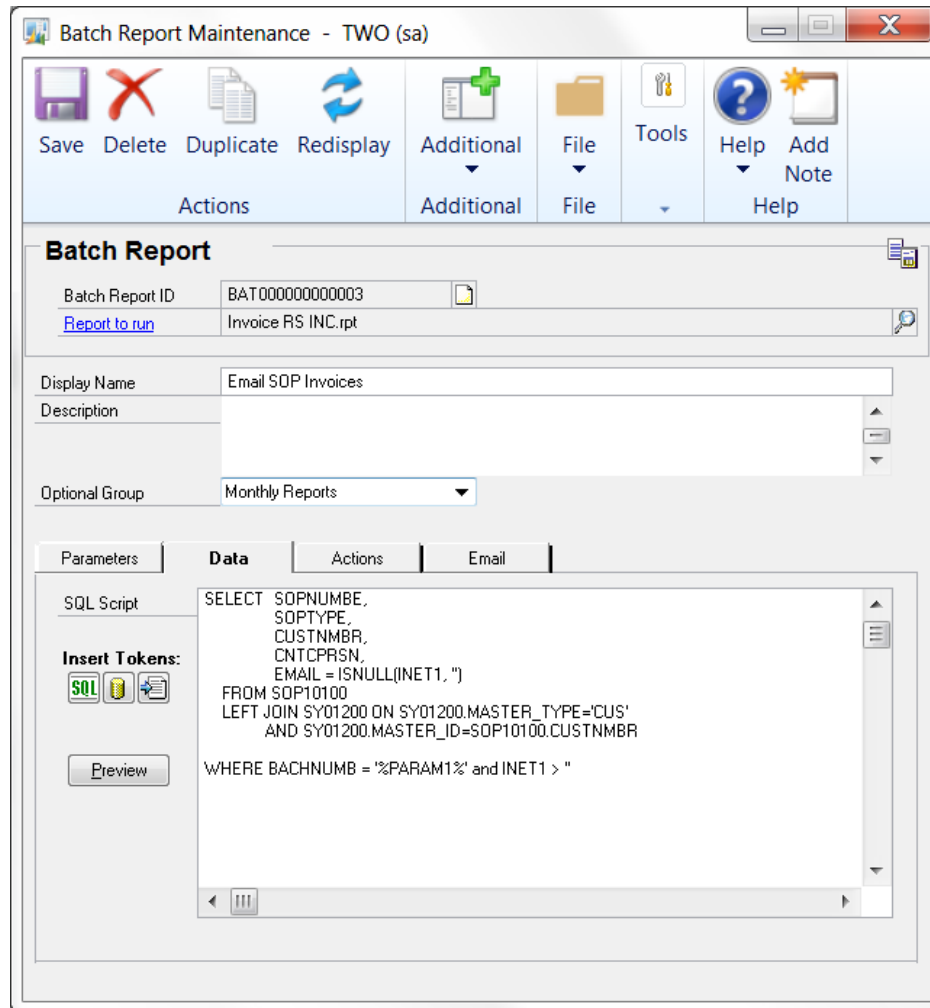 Batch Report Maintenance - TWO (sa)
Save Delete Duplicate Redisplay Additional File Tools Help Add Note
Actions Additional File Help
Batch Report
Batch Report ID BAT000000000003
Report to run Invoice RS INC.rpt
Display Name Email SOP Invoices
Description
Optional Group Monthly Reports
Parameters Data Actions Email
SQL Script
SELECT SOPNUMBE,
SOPTYPE,
CUSTNMBR,
CNTCPRSN,
EMAIL = ISNULL(INET1, '')
FROM SOP10100
LEFT JOIN SY01200 ON SY01200.MASTER_TYPE='CUS'
AND SY01200.MASTER_ID=SOP10100.CUSTNMBR
WHERE BACHNUMB = '%PARAM1%' and INET1 > ''
Insert Tokens:
SQL
Preview